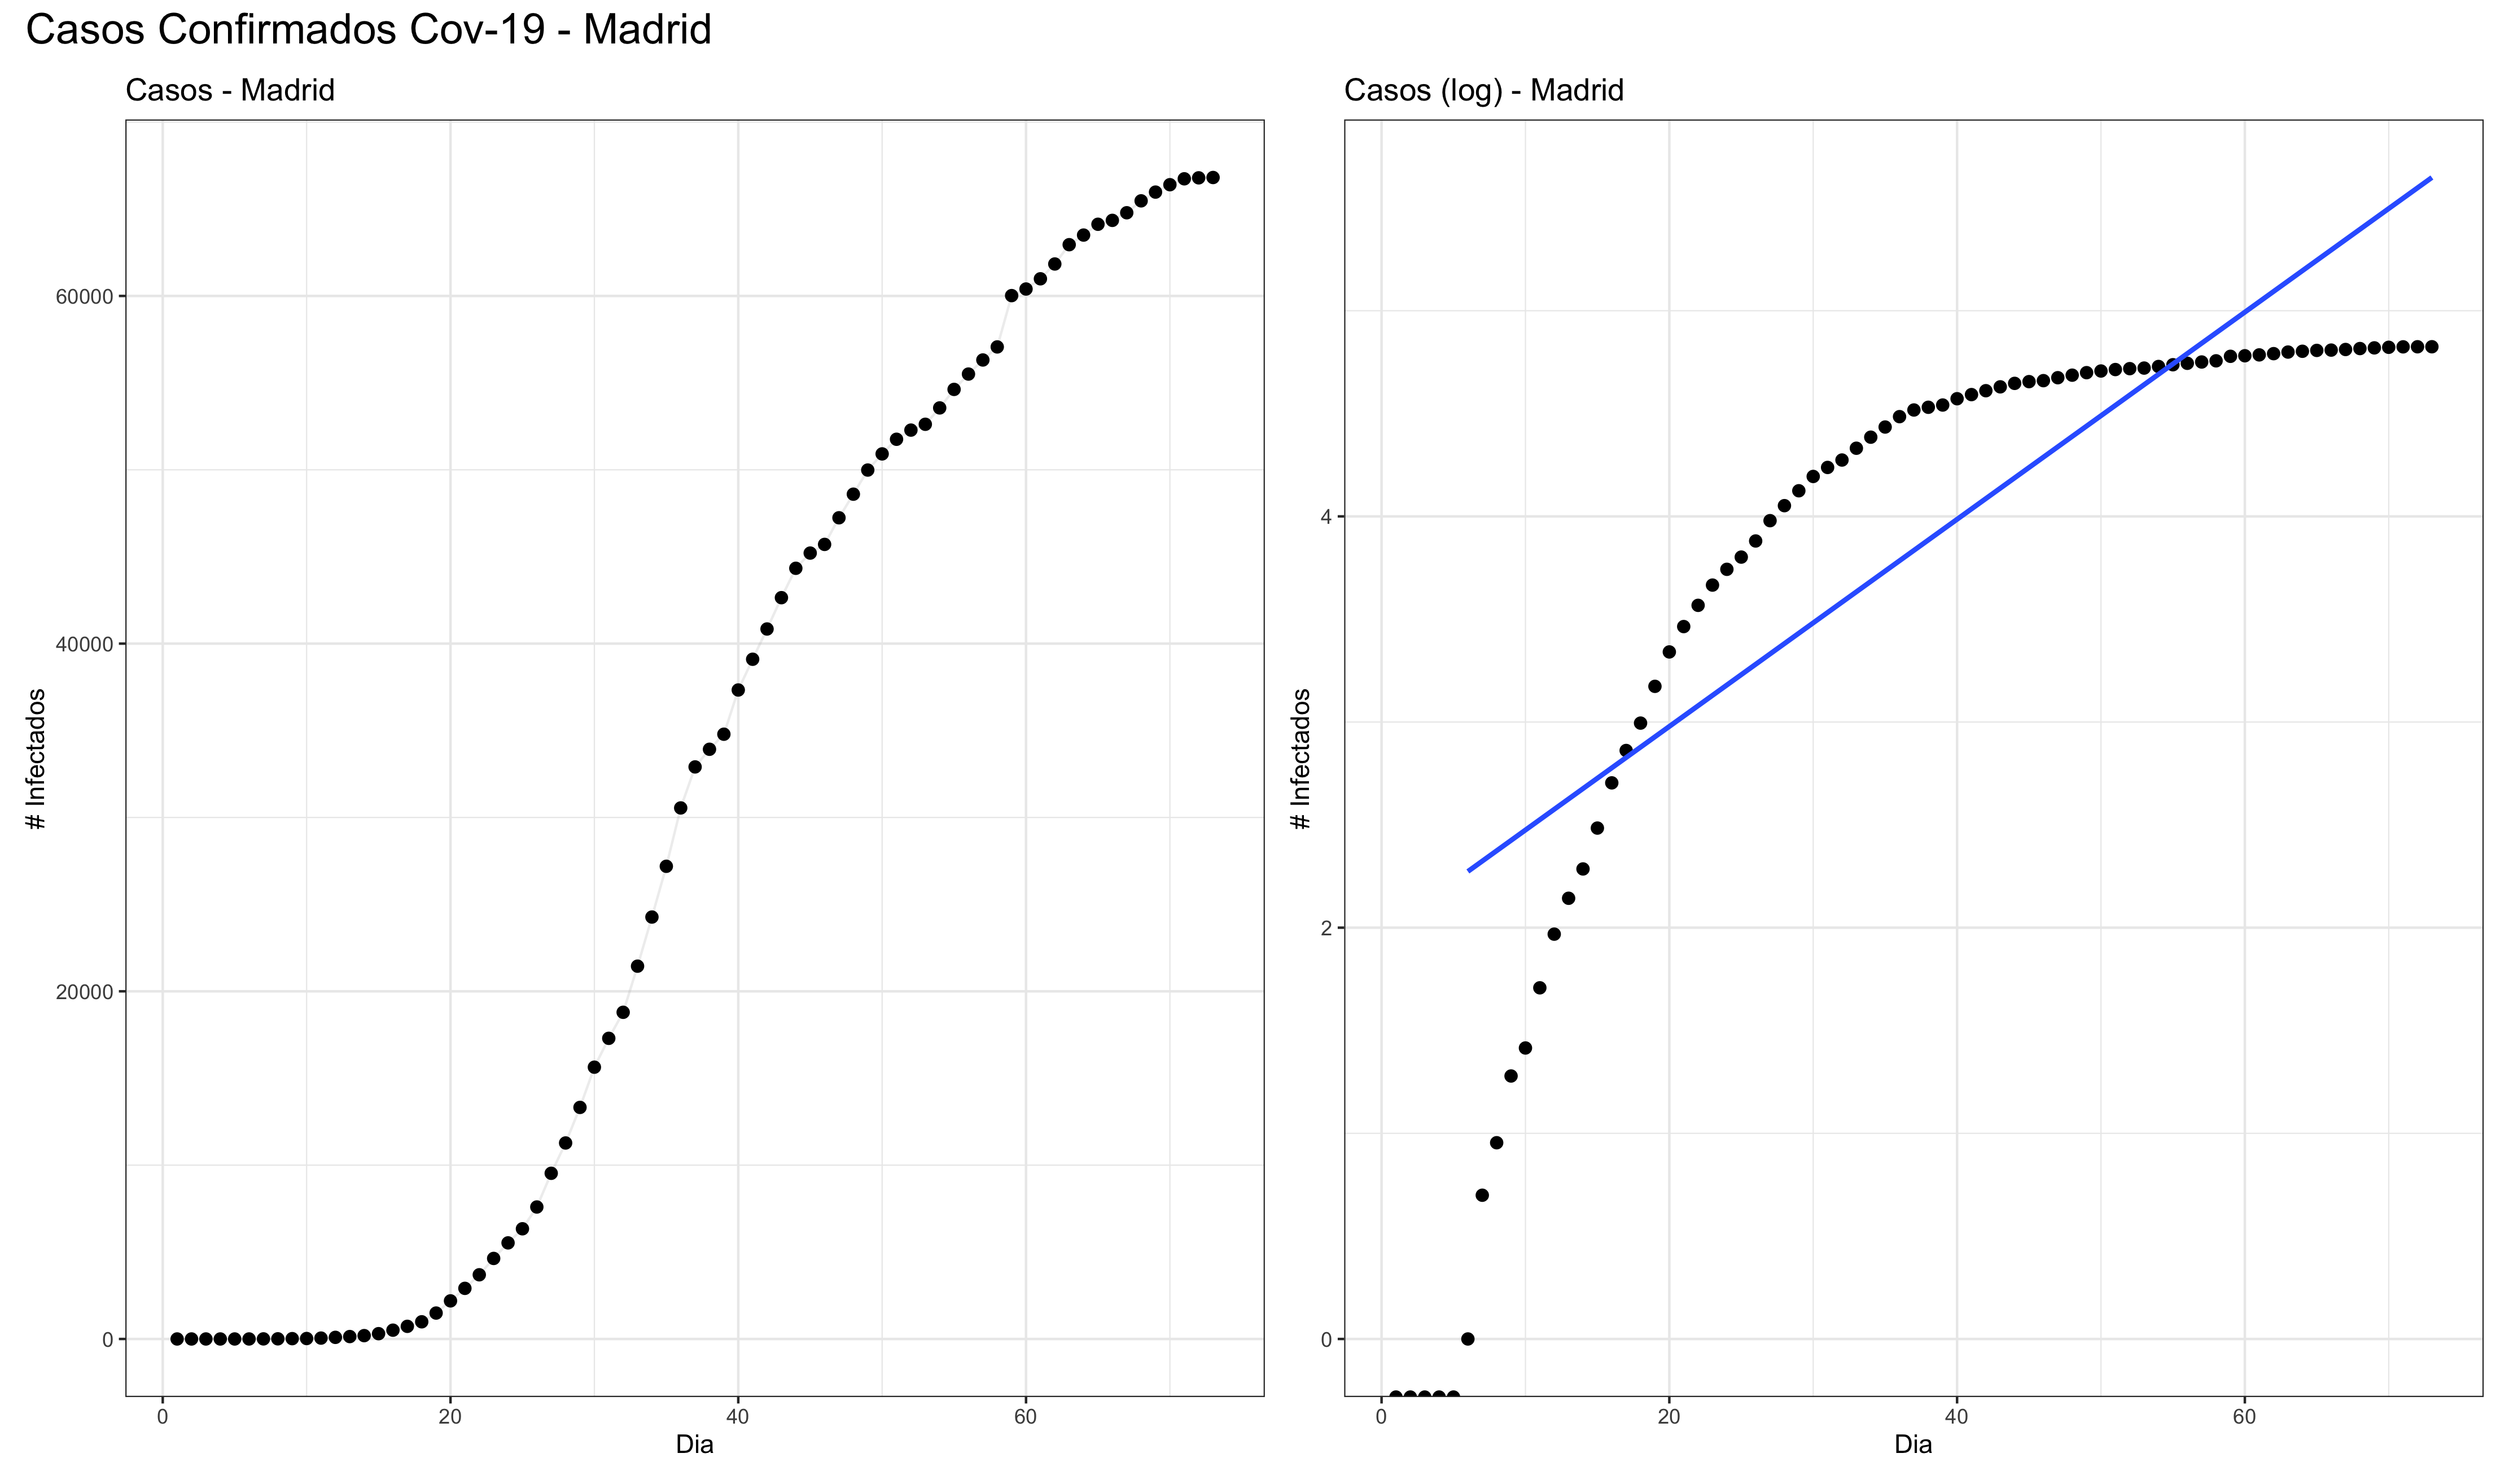 Casos Confirmados Cov-19 - Madrid
Casos - Madrid
# Infectados
60000
40000
20000
0
0 20 40 60
Dia
Casos (log) - Madrid
# Infectados
4
2
0
0 20 40 60
Dia